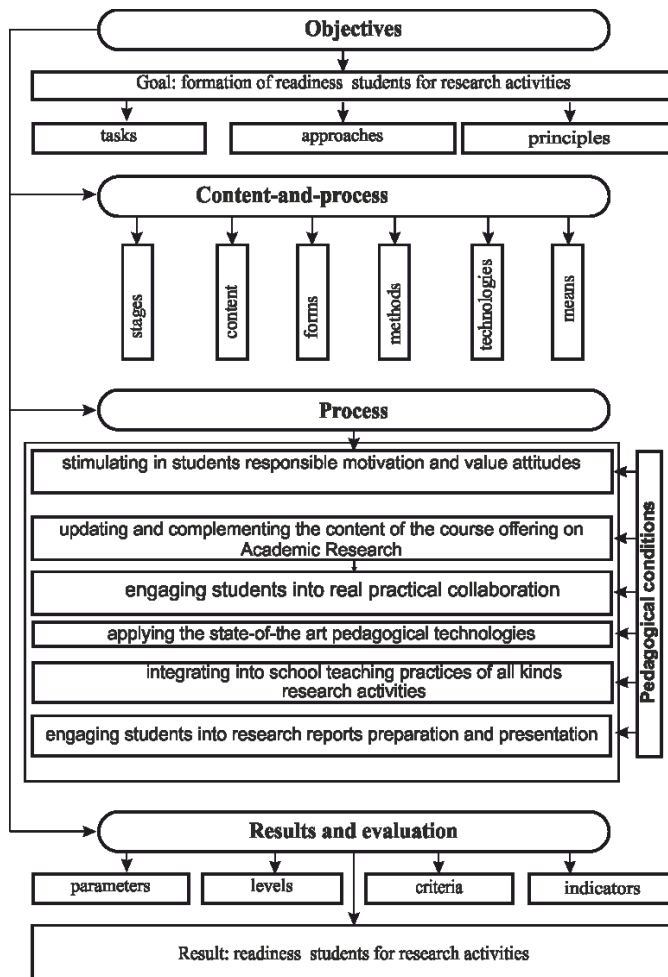 Objectives
Goal: formation of readiness students for research activities
tasks
approaches
principles
Content-and-process
stages
content
forms
methods
technologies
means
Process
stimulating in students responsible motivation and value attitudes
updating and complementing the content of the course offering on
Academic Research
engaging students into real practical collaboration
applying the state-of-the art pedagogical technologies
integrating into school teaching practices of all kinds
research activities
engaging students into research reports preparation and presentation
Pedagogical conditions
Results and evaluation
parameters
levels
criteria
indicators
Result: readiness students for research activities